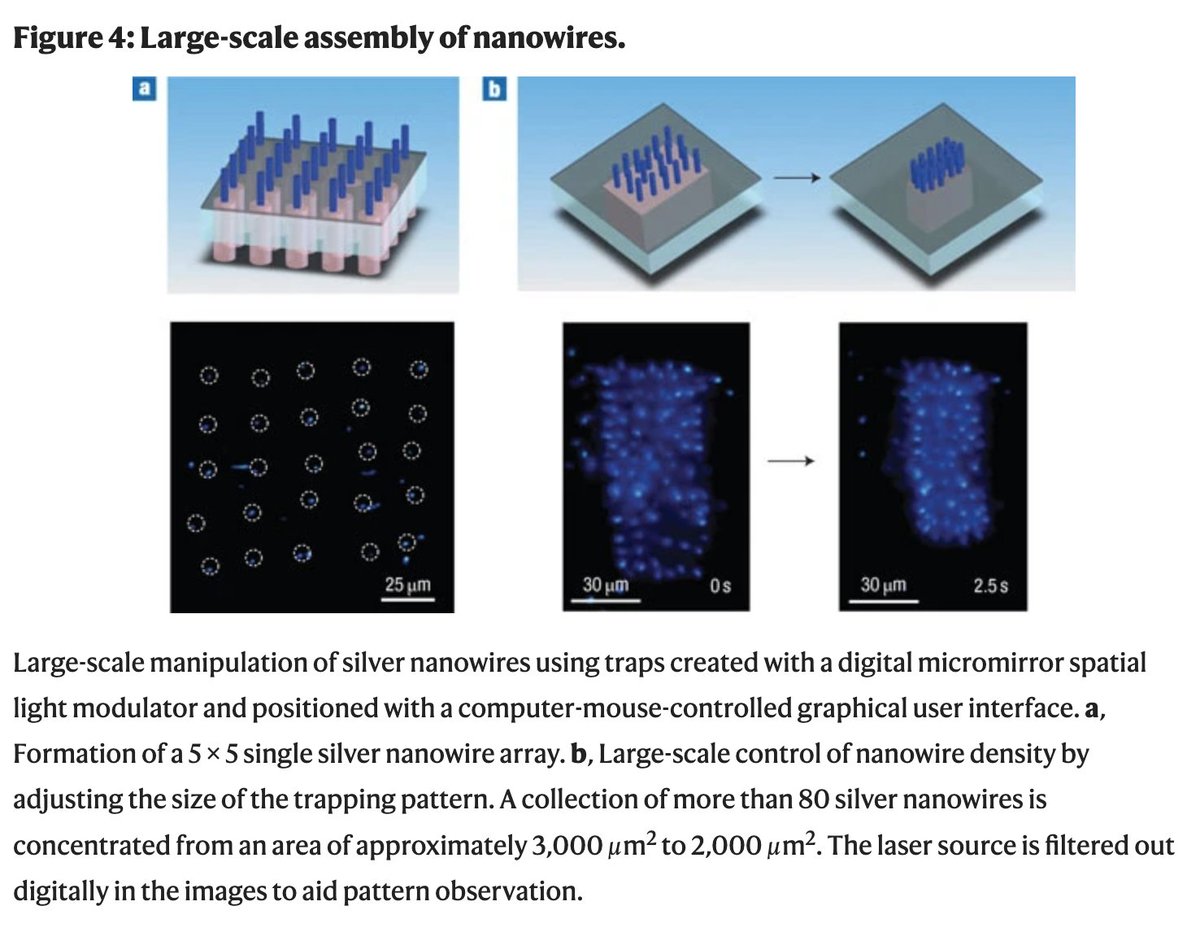 Figure 4: Large-scale assembly of nanowires.
a
b
25 μm
30 μm
0 s
30 μm
2.5 s
Large-scale manipulation of silver nanowires using traps created with a digital micromirror spatial
light modulator and positioned with a computer-mouse-controlled graphical user interface. a,
Formation of a 5 × 5 single silver nanowire array. b, Large-scale control of nanowire density by
adjusting the size of the trapping pattern. A collection of more than 80 silver nanowires is
concentrated from an area of approximately 3,000 μm² to 2,000 μm². The laser source is filtered out
digitally in the images to aid pattern observation.